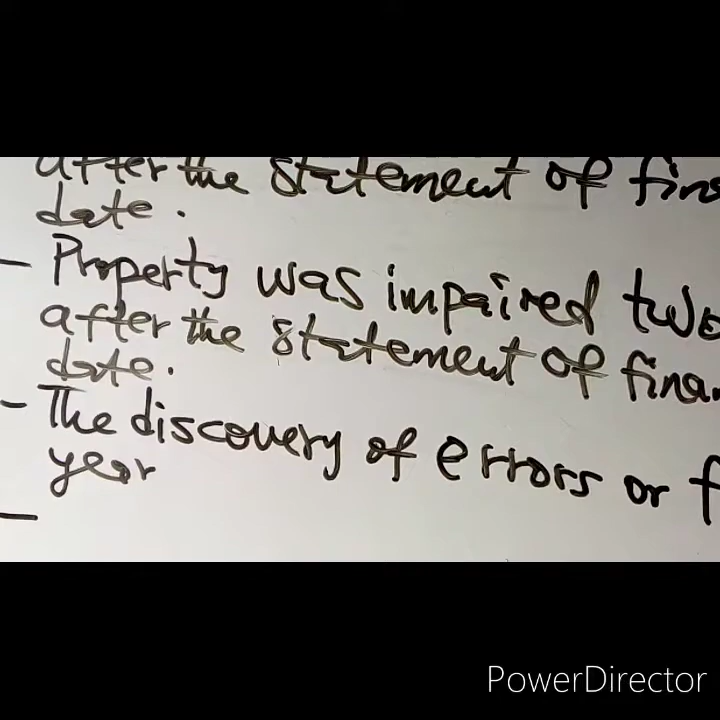 after the statement of fina
date.
- Property was impaired two
after the statement of fina
date.
- The discovery of errors or f
year
-
PowerDirector